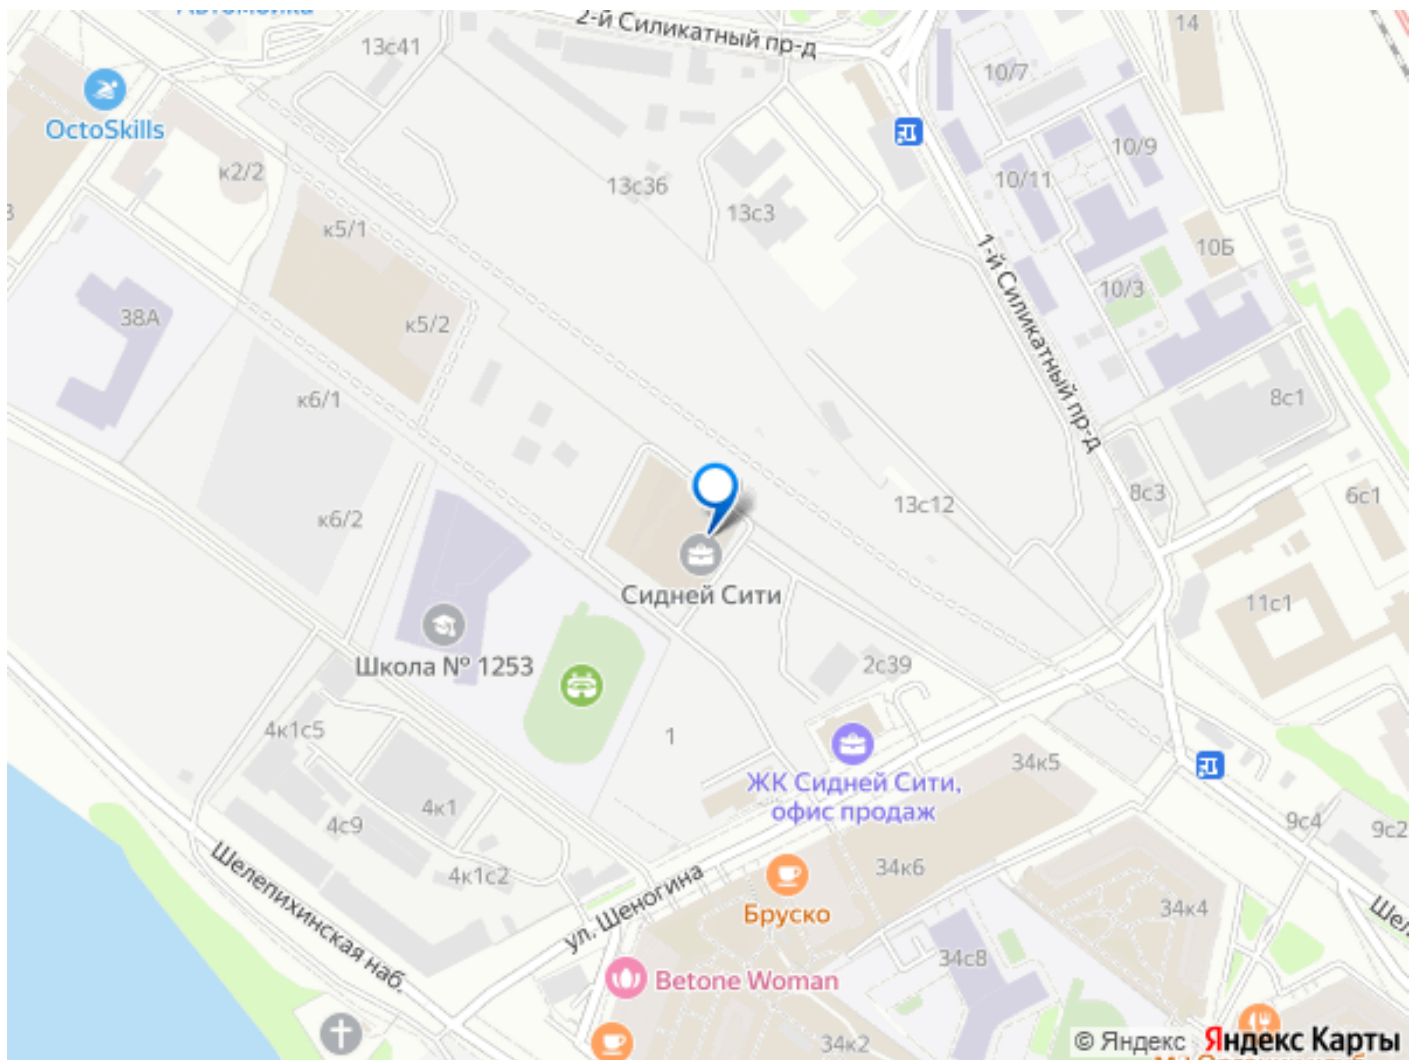 Автомойка
2-й Силикатный пр-д
14
13с41
10/7
OctoSkills
10/9
к2/2
13с36
10/11
13с3
к5/1
1-й Силикатный пр-д
10Б
10/3
38А
к5/2
к6/1
8с1
8с3
6с1
13с12
к6/2
Сидней Сити
11с1
Школа № 1253
2с39
4к1с5
1
34к5
ЖК Сидней Сити,
офис продаж
4к1
4с9
9с4
9с2
Шелепихинская наб.
4к1с2
34к6
ул. Шеногина
Бруско
34к4
Шел
34с8
Betone Woman
34к2
© Яндекс
Яндекс Карты